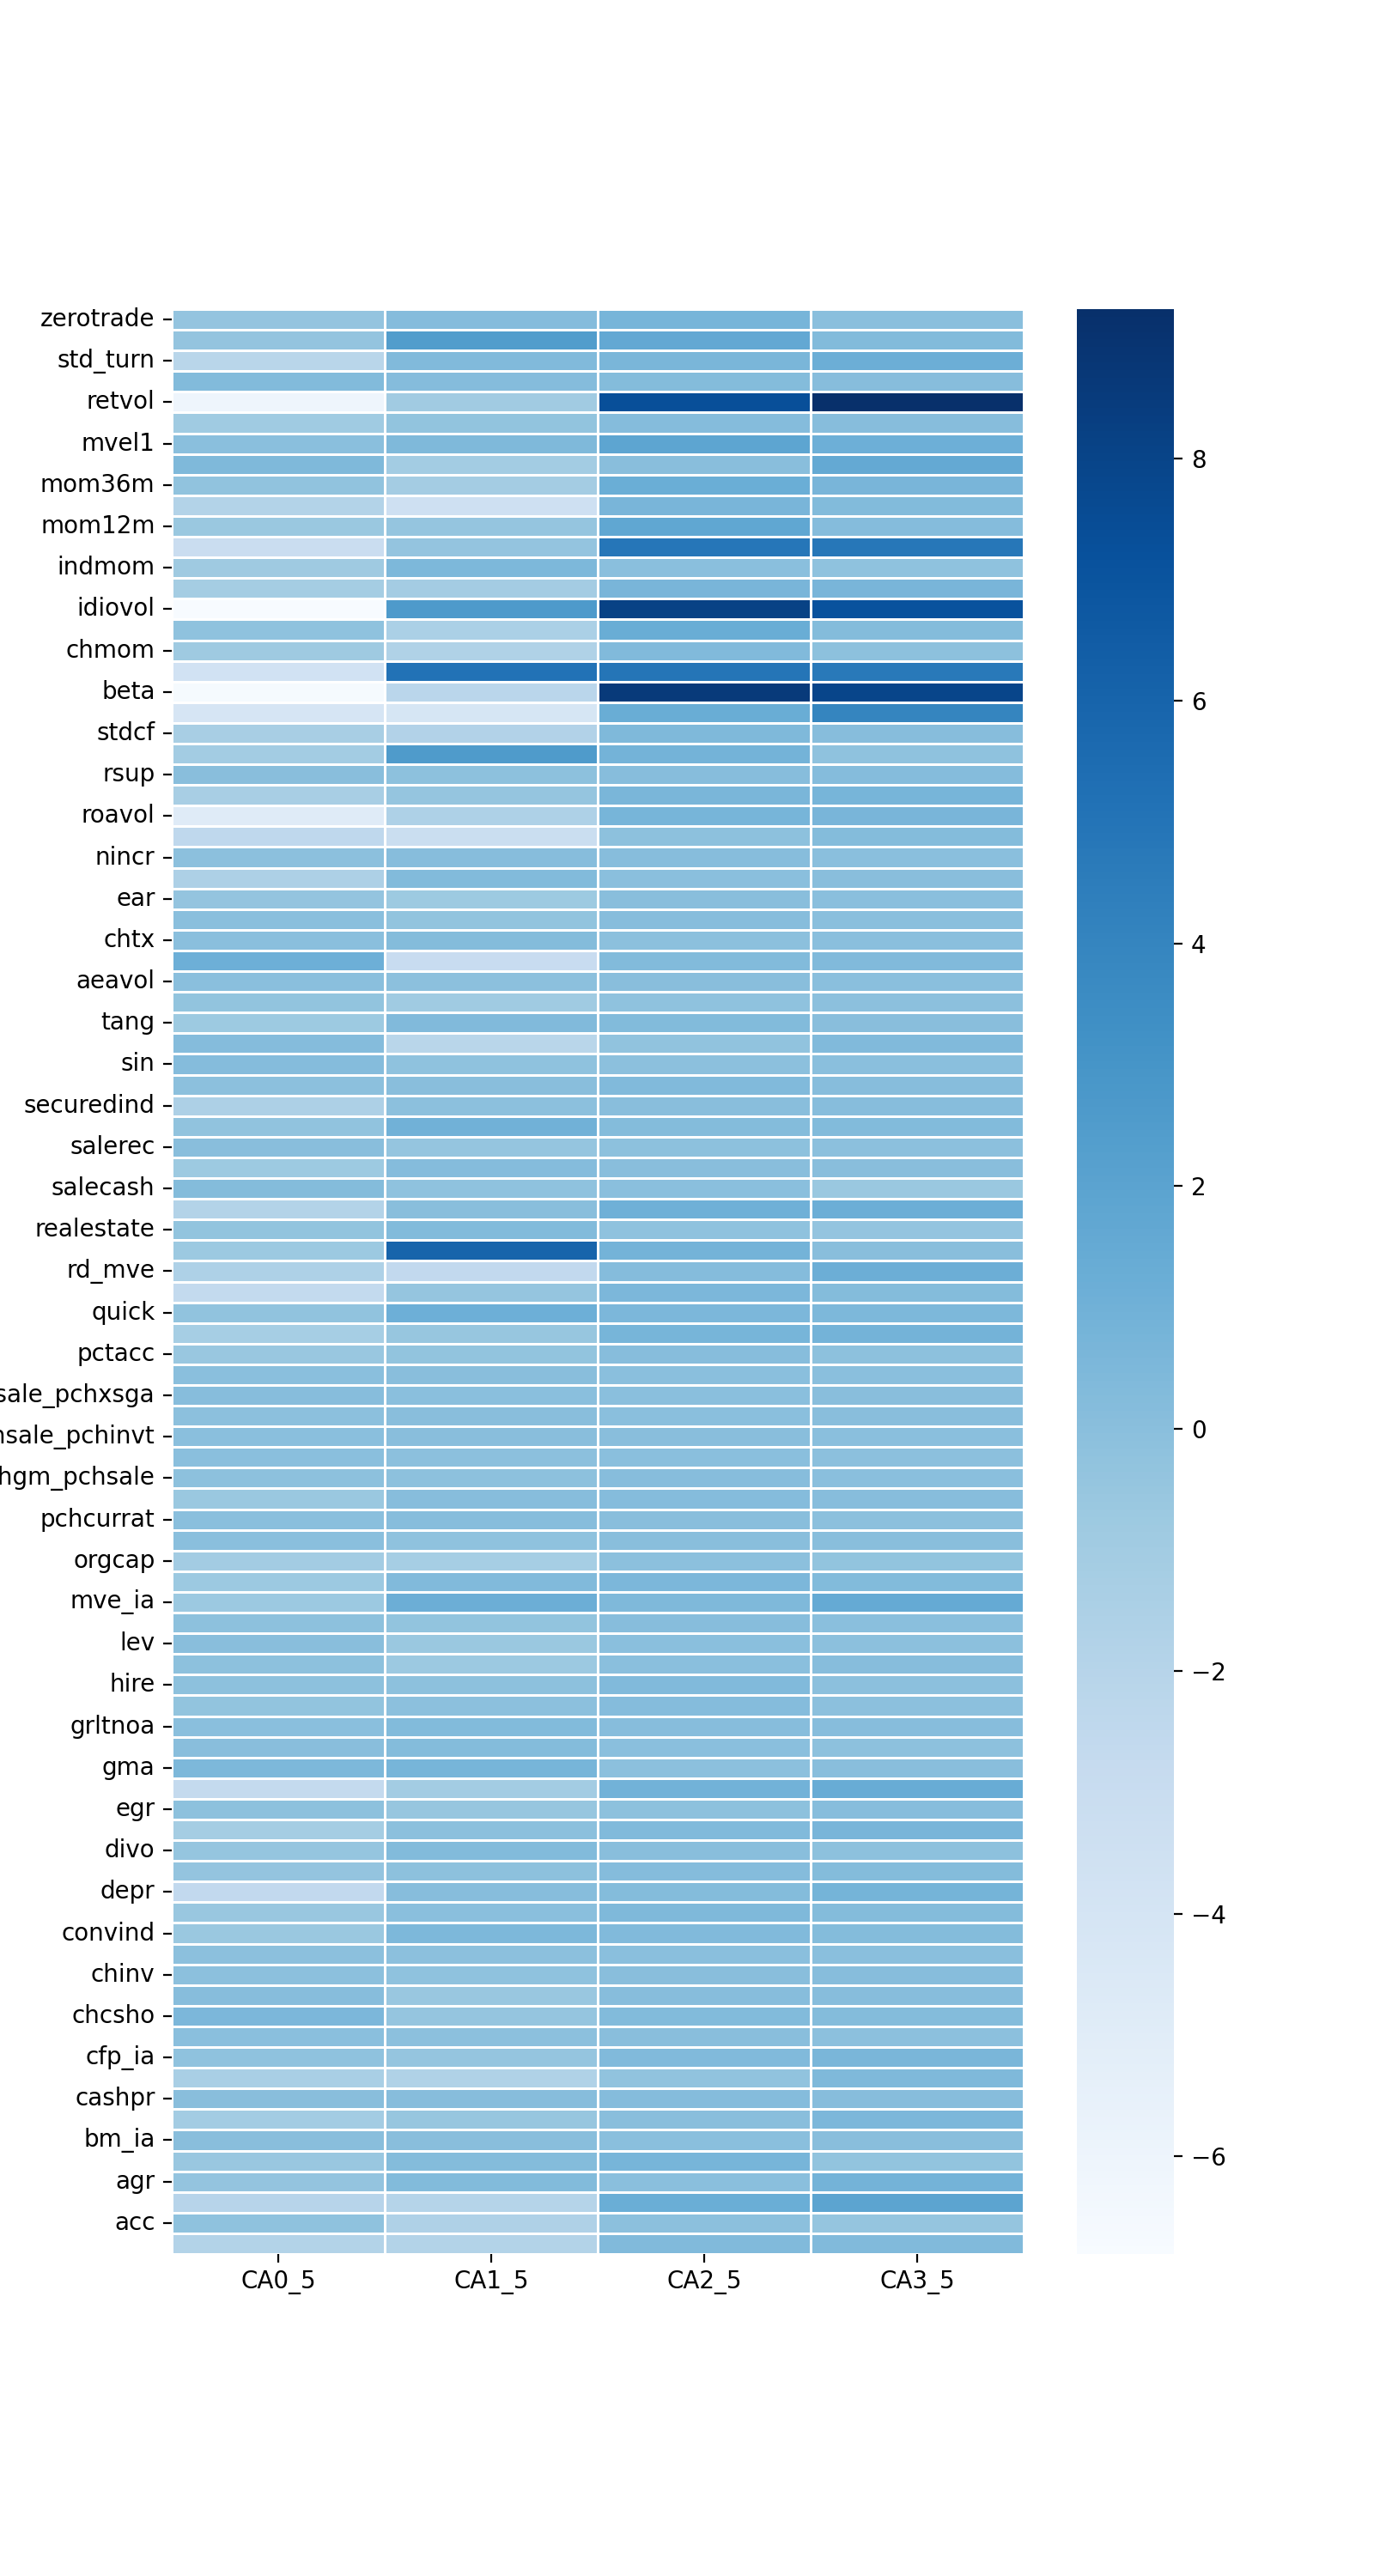 zerotrade
std_turn
retvol
mvel1
mom36m
mom12m
indmom
idiovol
chmom
beta
stdcf
rsup
roavol
nincr
ear
chtx
aeavol
tang
sin
securedind
salerec
salecash
realestate
rd_mve
quick
pctacc
sale_pchxsga
nsale_pchinvt
hgm_pchsale
pchcurrat
orgcap
mve_ia
lev
hire
grltnoa
gma
egr
divo
depr
convind
chinv
chcsho
cfp_ia
cashpr
bm_ia
agr
acc
CA0_5 CA1_5 CA2_5 CA3_5
8
6
4
2
0
−2
−4
−6